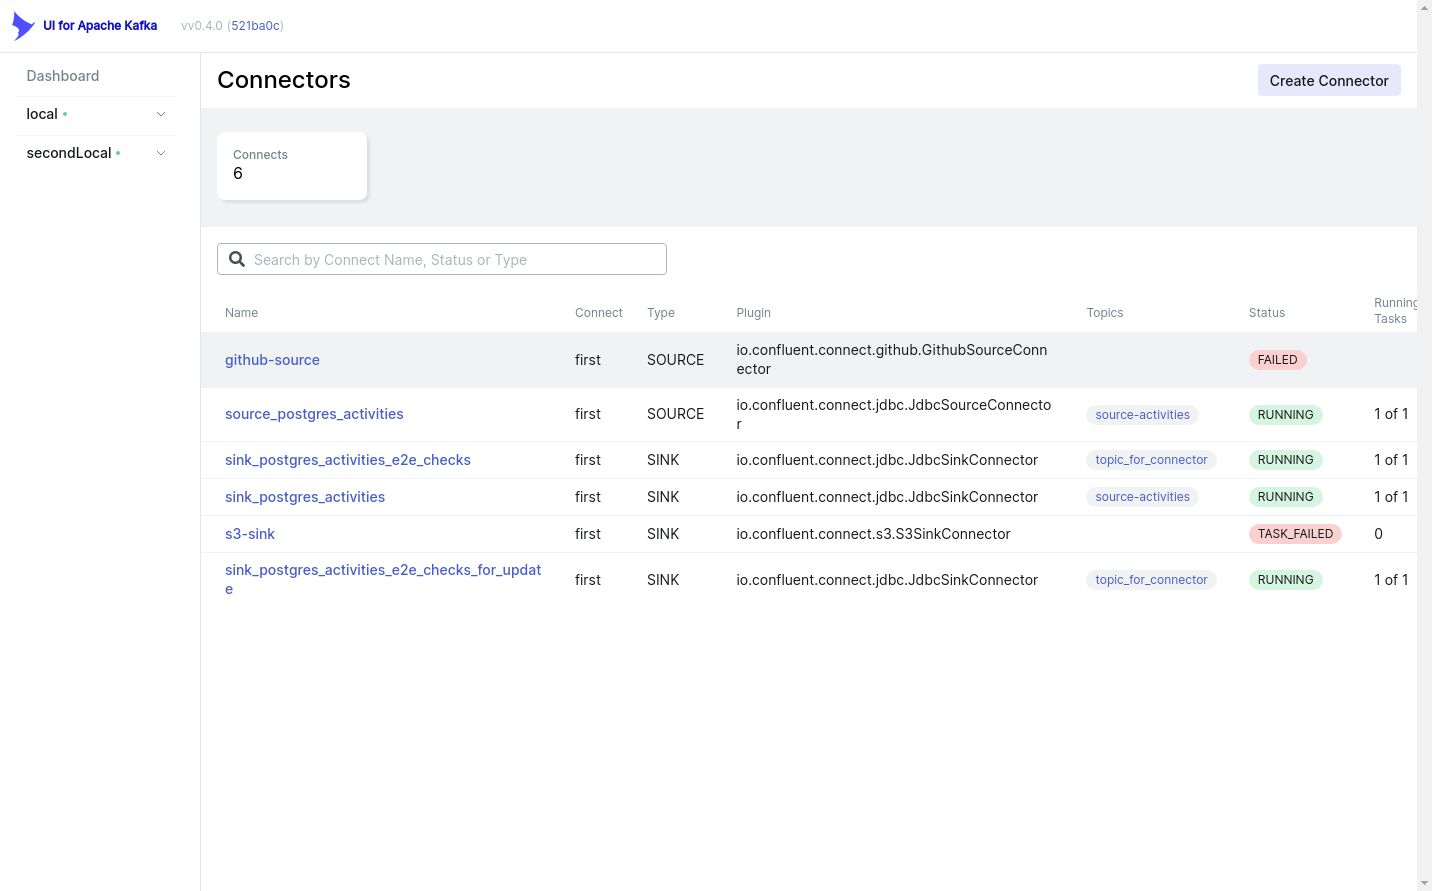 UI for Apache Kafka
vv0.4.0 (521ba0c)
Dashboard
local
secondLocal
Connectors
Create Connector
Connects
6
Search by Connect Name, Status or Type
Name Connect Type Plugin Topics Status Running
Tasks
github-source first SOURCE io.confluent.connect.github.GithubSourceConn
ector FAILED
source_postgres_activities first SOURCE io.confluent.connect.jdbc.JdbcSourceConnecto
r source-activities RUNNING 1 of 1
sink_postgres_activities_e2e_checks first SINK io.confluent.connect.jdbc.JdbcSinkConnector topic_for_connector RUNNING 1 of 1
sink_postgres_activities first SINK io.confluent.connect.jdbc.JdbcSinkConnector source-activities RUNNING 1 of 1
s3-sink first SINK io.confluent.connect.s3.S3SinkConnector TASK_FAILED 0
sink_postgres_activities_e2e_checks_for_updat
e first SINK io.confluent.connect.jdbc.JdbcSinkConnector topic_for_connector RUNNING 1 of 1